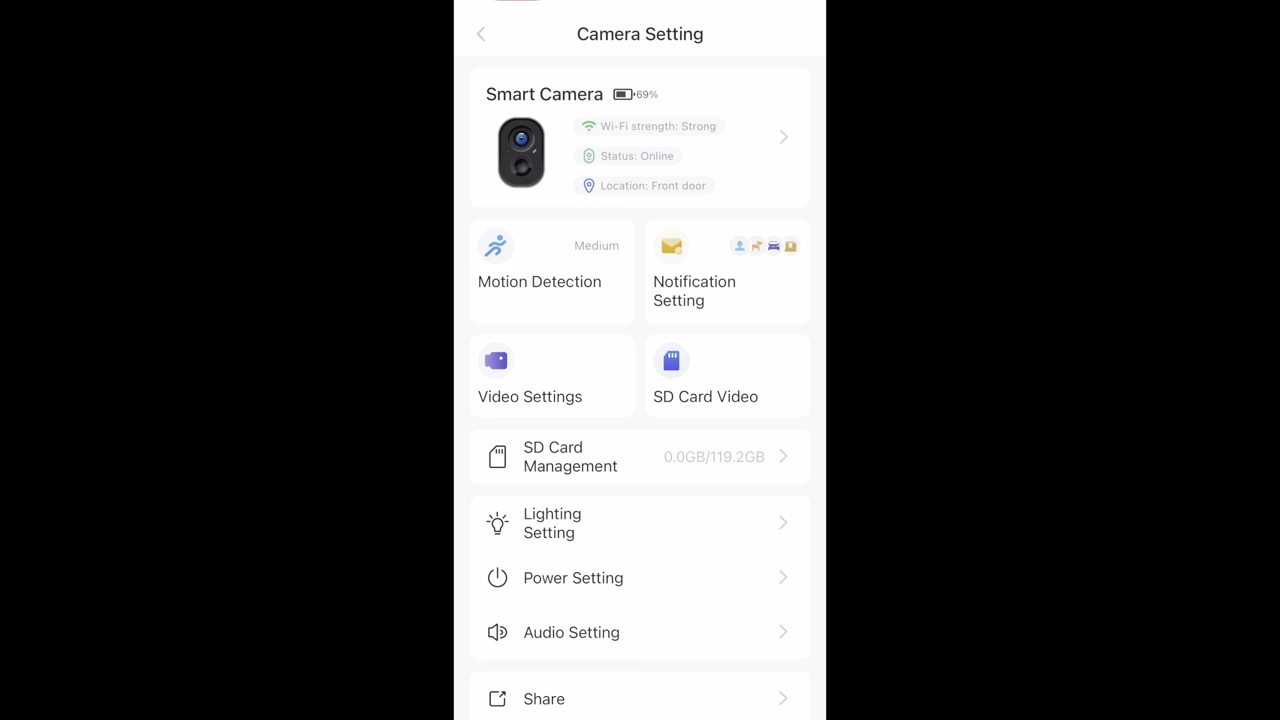 Camera Setting
Smart Camera 69%
Wi-Fi strength: Strong
Status: Online
Location: Front door
Medium
Motion Detection
Notification
Setting
Video Settings
SD Card Video
SD Card
Management
0.0GB/119.2GB
Lighting
Setting
Power Setting
Audio Setting
Share